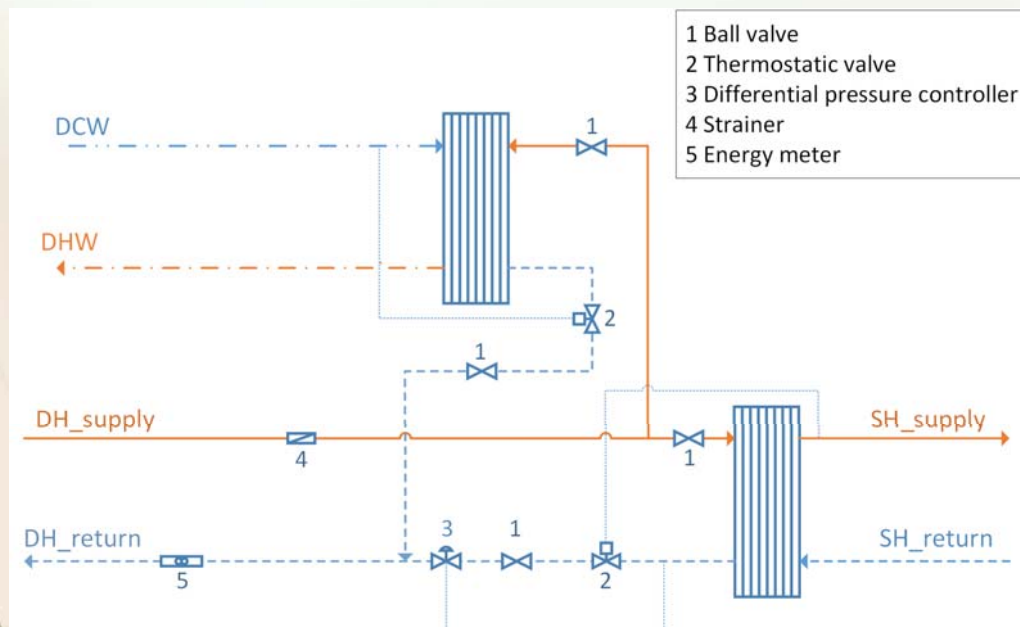 1 Ball valve
2 Thermostatic valve
3 Differential pressure controller
4 Strainer
5 Energy meter
DCW
1
DHW
2
1
DH_supply
SH_supply
4
1
DH_return
3
1
SH_return
5
2